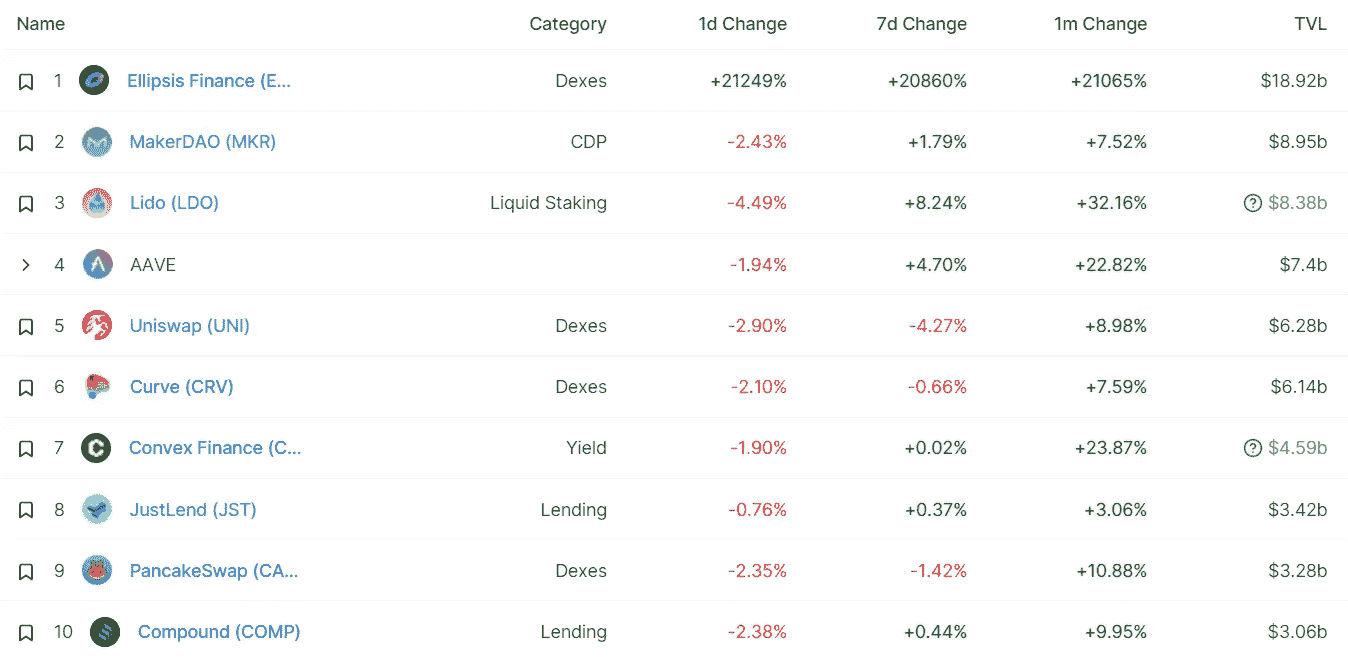 Name Category 1d Change 7d Change 1m Change TVL
1 Ellipsis Finance (E... Dexes +21249% +20860% +21065% $18.92b
2 MakerDAO (MKR) CDP -2.43% +1.79% +7.52% $8.95b
3 Lido (LDO) Liquid Staking -4.49% +8.24% +32.16% ? $8.38b
4 AAVE -1.94% +4.70% +22.82% $7.4b
5 Uniswap (UNI) Dexes -2.90% -4.27% +8.98% $6.28b
6 Curve (CRV) Dexes -2.10% -0.66% +7.59% $6.14b
7 Convex Finance (C... Yield -1.90% +0.02% +23.87% ? $4.59b
8 JustLend (JST) Lending -0.76% +0.37% +3.06% $3.42b
9 PancakeSwap (CA... Dexes -2.35% -1.42% +10.88% $3.28b
10 Compound (COMP) Lending -2.38% +0.44% +9.95% $3.06b